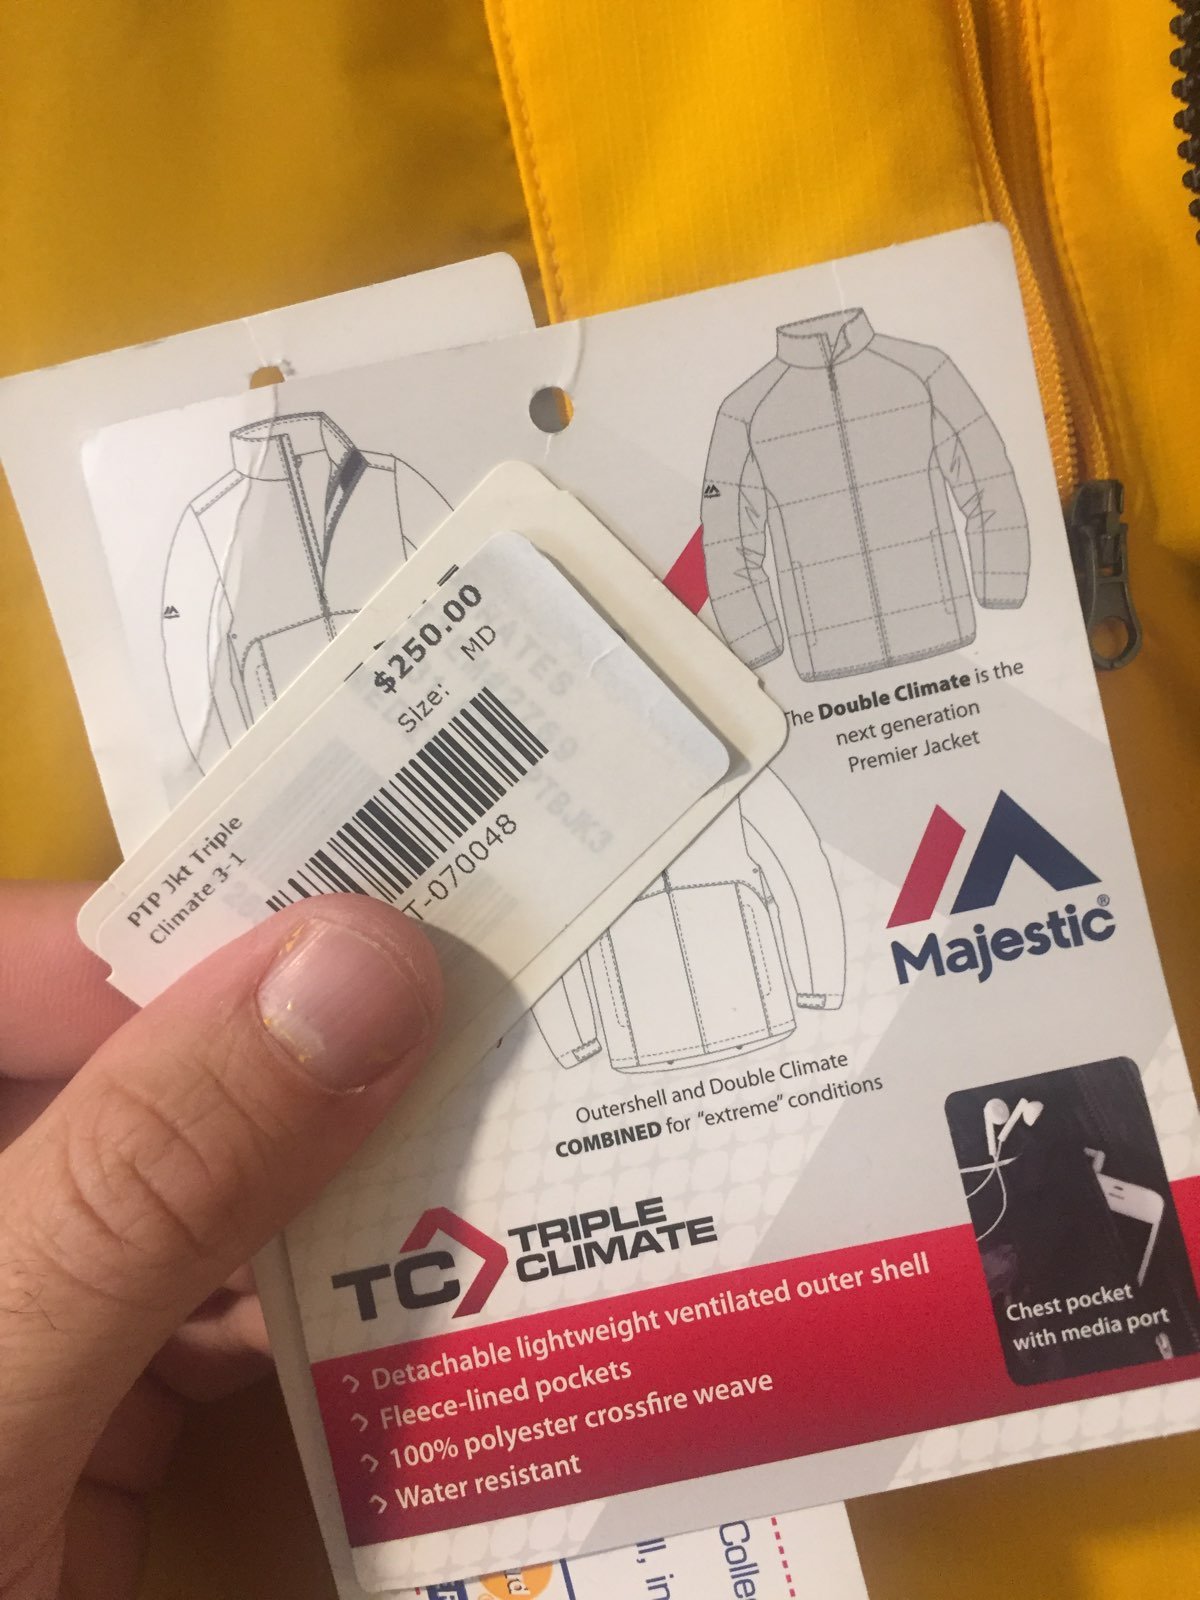 $250.00
Size: MD
T-070048
PTP Jkt Triple
Climate 3-1
The Double Climate is the
next generation
Premier Jacket
Majestic®
Outershell and Double Climate
COMBINED for "extreme" conditions
TC TRIPLE
CLIMATE
Detachable lightweight ventilated outer shell
Fleece-lined pockets
100% polyester crossfire weave
Water resistant
Chest pocket
with media port